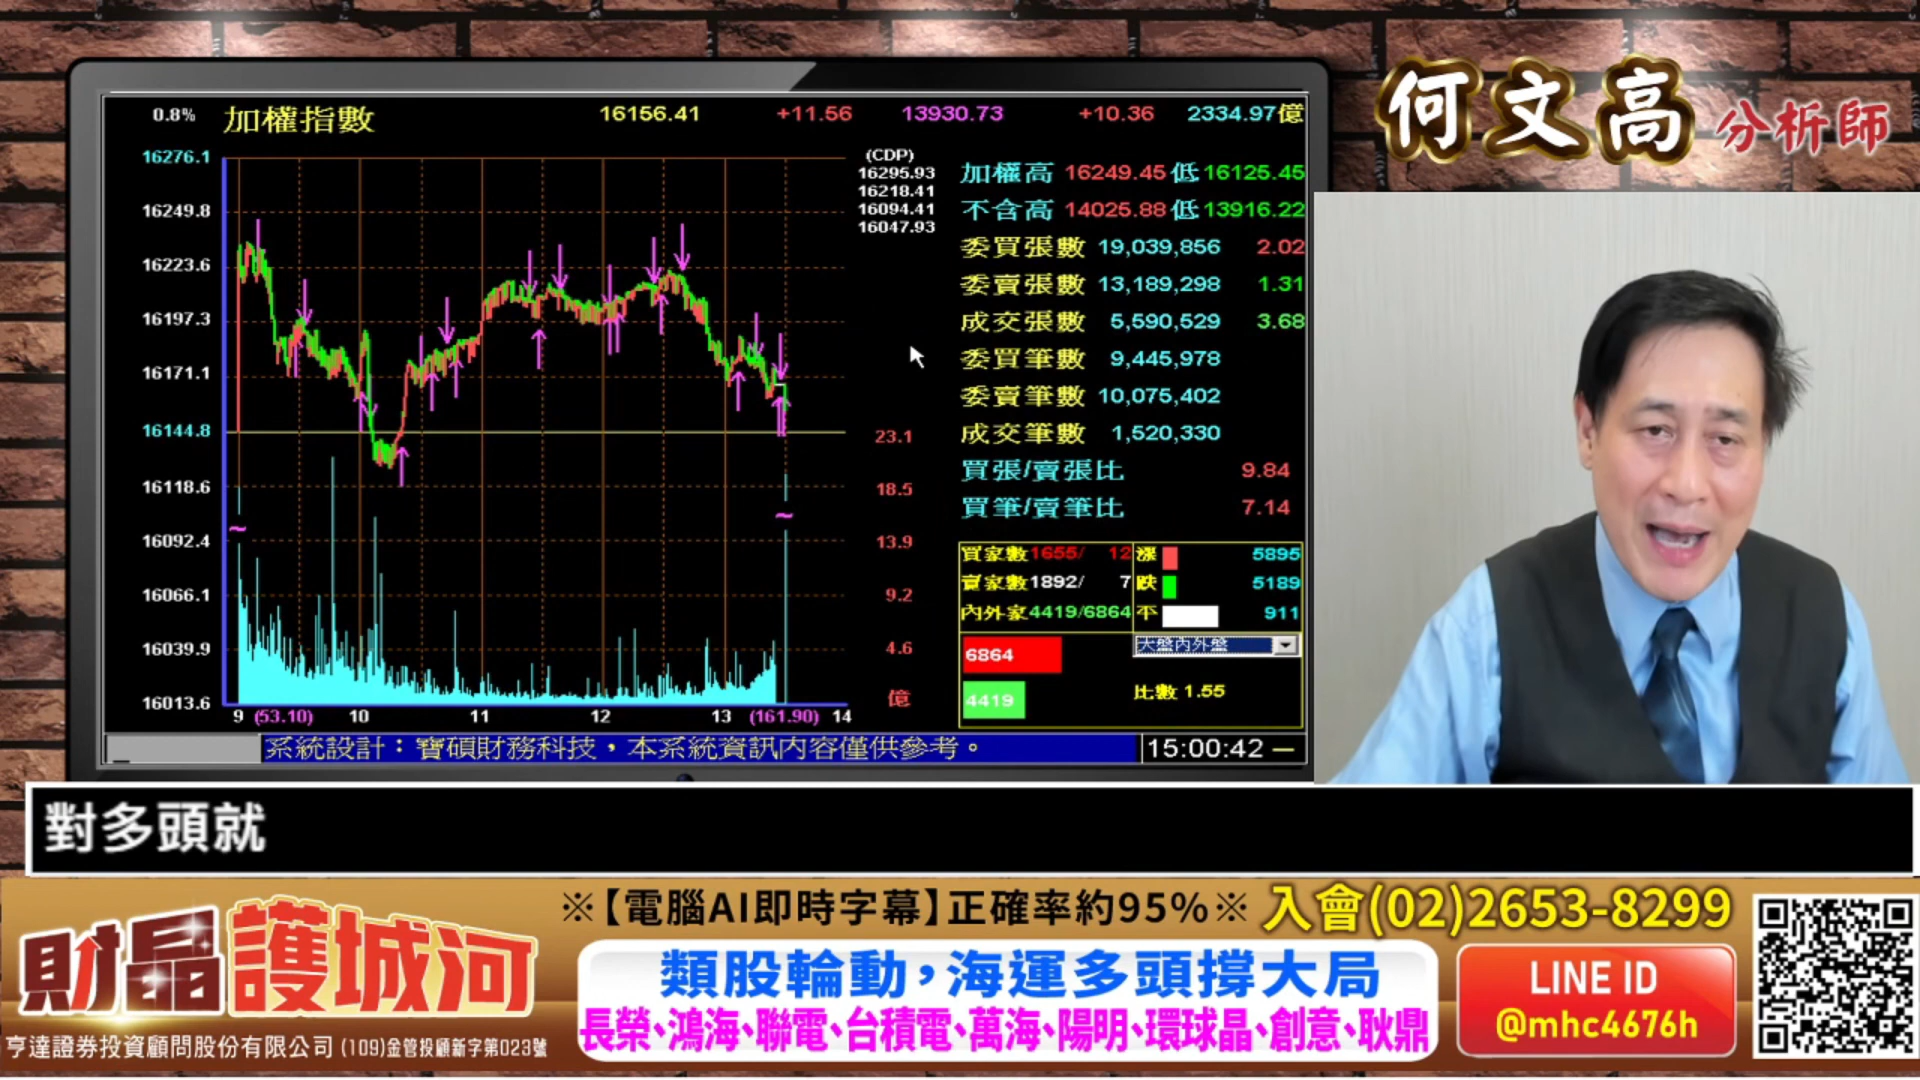 何文高 分析師
0.8% 加權指數 16156.41 +11.56 13930.73 +10.36 2334.97億
16276.1
16249.8
16223.6
16197.3
16171.1
16144.8
16118.6
16092.4
16066.1
16039.9
16013.6
(CDP)
16295.93
16218.41
16094.41
16047.93
23.1
18.5
13.9
9.2
4.6
億
9 (53.10) 10 11 12 13 (161.90) 14
加權高 16249.45 低 16125.45
不含高 14025.88 低 13916.22
委買張數 19,039,856 2.02
委賣張數 13,189,298 1.31
成交張數 5,590,529 3.68
委買筆數 9,445,978
委賣筆數 10,075,402
成交筆數 1,520,330
買張/賣張比 9.84
買筆/賣筆比 7.14
買家數1655/ 12 漲 5895
賣家數1892/ 7 跌 5189
內外家4419/6864 平 911
6864 大盤內外盤
4419 比數 1.55
系統設計：寶碩財務科技，本系統資訊內容僅供參考。 15:00:42
對多頭就
※【電腦AI即時字幕】正確率約95%※ 入會(02)2653-8299
財晶護城河
類股輪動，海運多頭撐大局
長榮、鴻海、聯電、台積電、萬海、陽明、環球晶、創意、耿鼎
LINE ID
@mhc4676h
亨達證券投資顧問股份有限公司 (109)金管投顧新字第023號